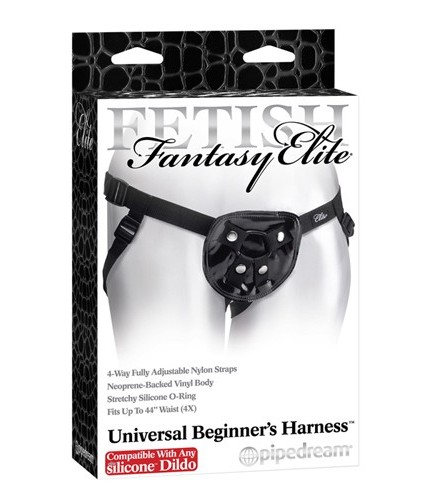 FETISH
Fantasy Elite®
Elite
4-Way Fully Adjustable Nylon Straps
Neoprene-Backed Vinyl Body
Stretchy Silicone O-Ring
Fits Up To 44" Waist (4X)
Universal Beginner's Harness™
Compatible With Any
silicone Dildo
pipedream®